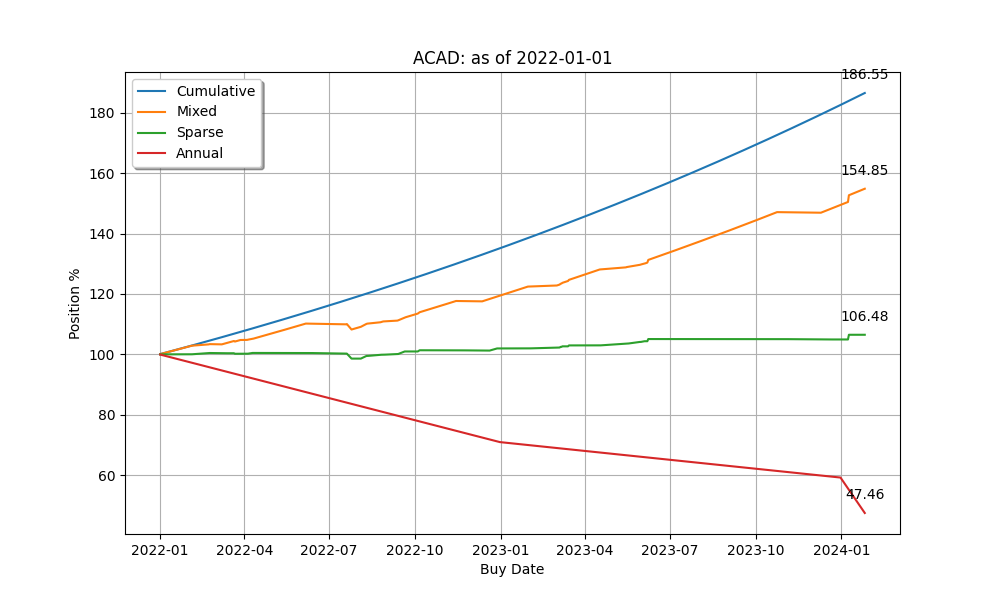 ACAD: as of 2022-01-01
186.55
Cumulative
Mixed
Sparse
Annual
180
160
154.85
140
120
106.48
100
80
60
47.46
Position %
2022-01 2022-04 2022-07 2022-10 2023-01 2023-04 2023-07 2023-10 2024-01
Buy Date